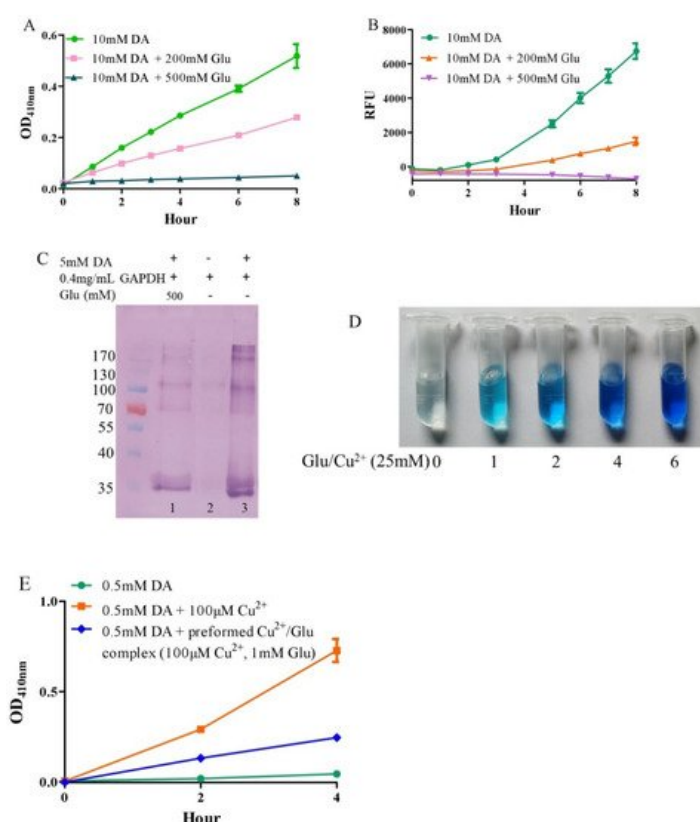 A
10mM DA
10mM DA + 200mM Glu
10mM DA + 500mM Glu
OD410nm
0.6
0.4
0.2
0.0
0 2 4 6 8
Hour
B
10mM DA
10mM DA + 200mM Glu
10mM DA + 500mM Glu
RFU
8000
6000
4000
2000
0
0 2 4 6 8
Hour
C
5mM DA + - +
0.4mg/mL GAPDH + + +
Glu (mM) 500 - -
170
130
100
70
55
40
35
1 2 3
D
Glu/Cu²⁺ (25mM) 0 1 2 4 6
E
0.5mM DA
0.5mM DA + 100μM Cu²⁺
0.5mM DA + preformed Cu²⁺/Glu
complex (100μM Cu²⁺, 1mM Glu)
OD410nm
1.0
0.5
0.0
0 2 4
Hour